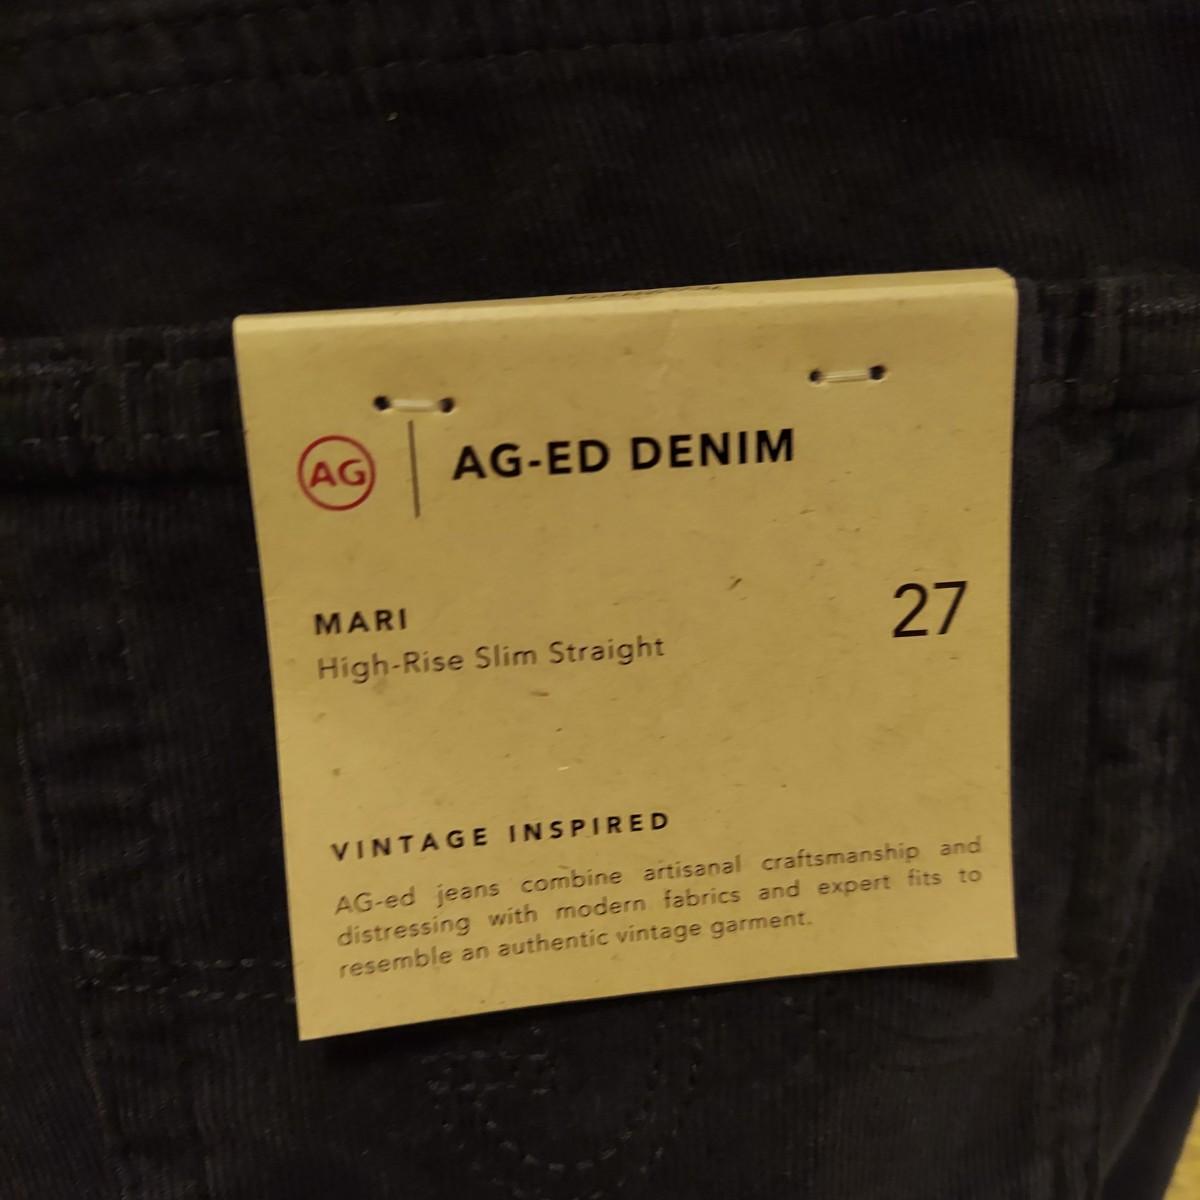 AG
AG-ED DENIM
MARI
High-Rise Slim Straight
27
VINTAGE INSPIRED
AG-ed jeans combine artisanal craftsmanship and
distressing with modern fabrics and expert fits to
resemble an authentic vintage garment.